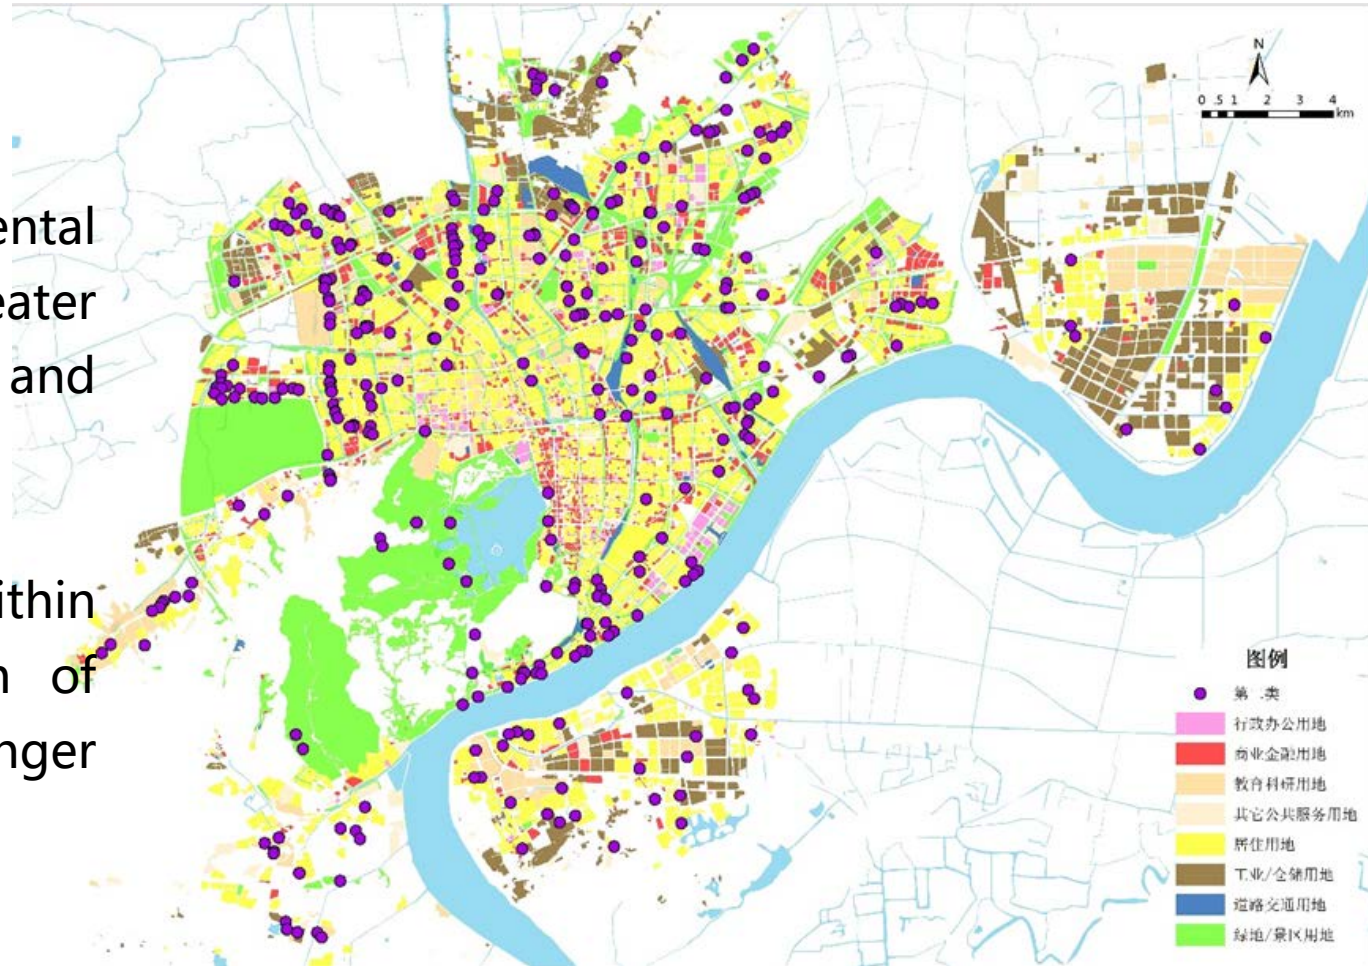 ental
eater
and
ithin
n of
nger
N
0 .5 1 2 3 4
km
图例
第二类
行政办公用地
商业金融用地
教育科研用地
其它公共服务用地
居住用地
工业/仓储用地
道路交通用地
绿地/景区用地